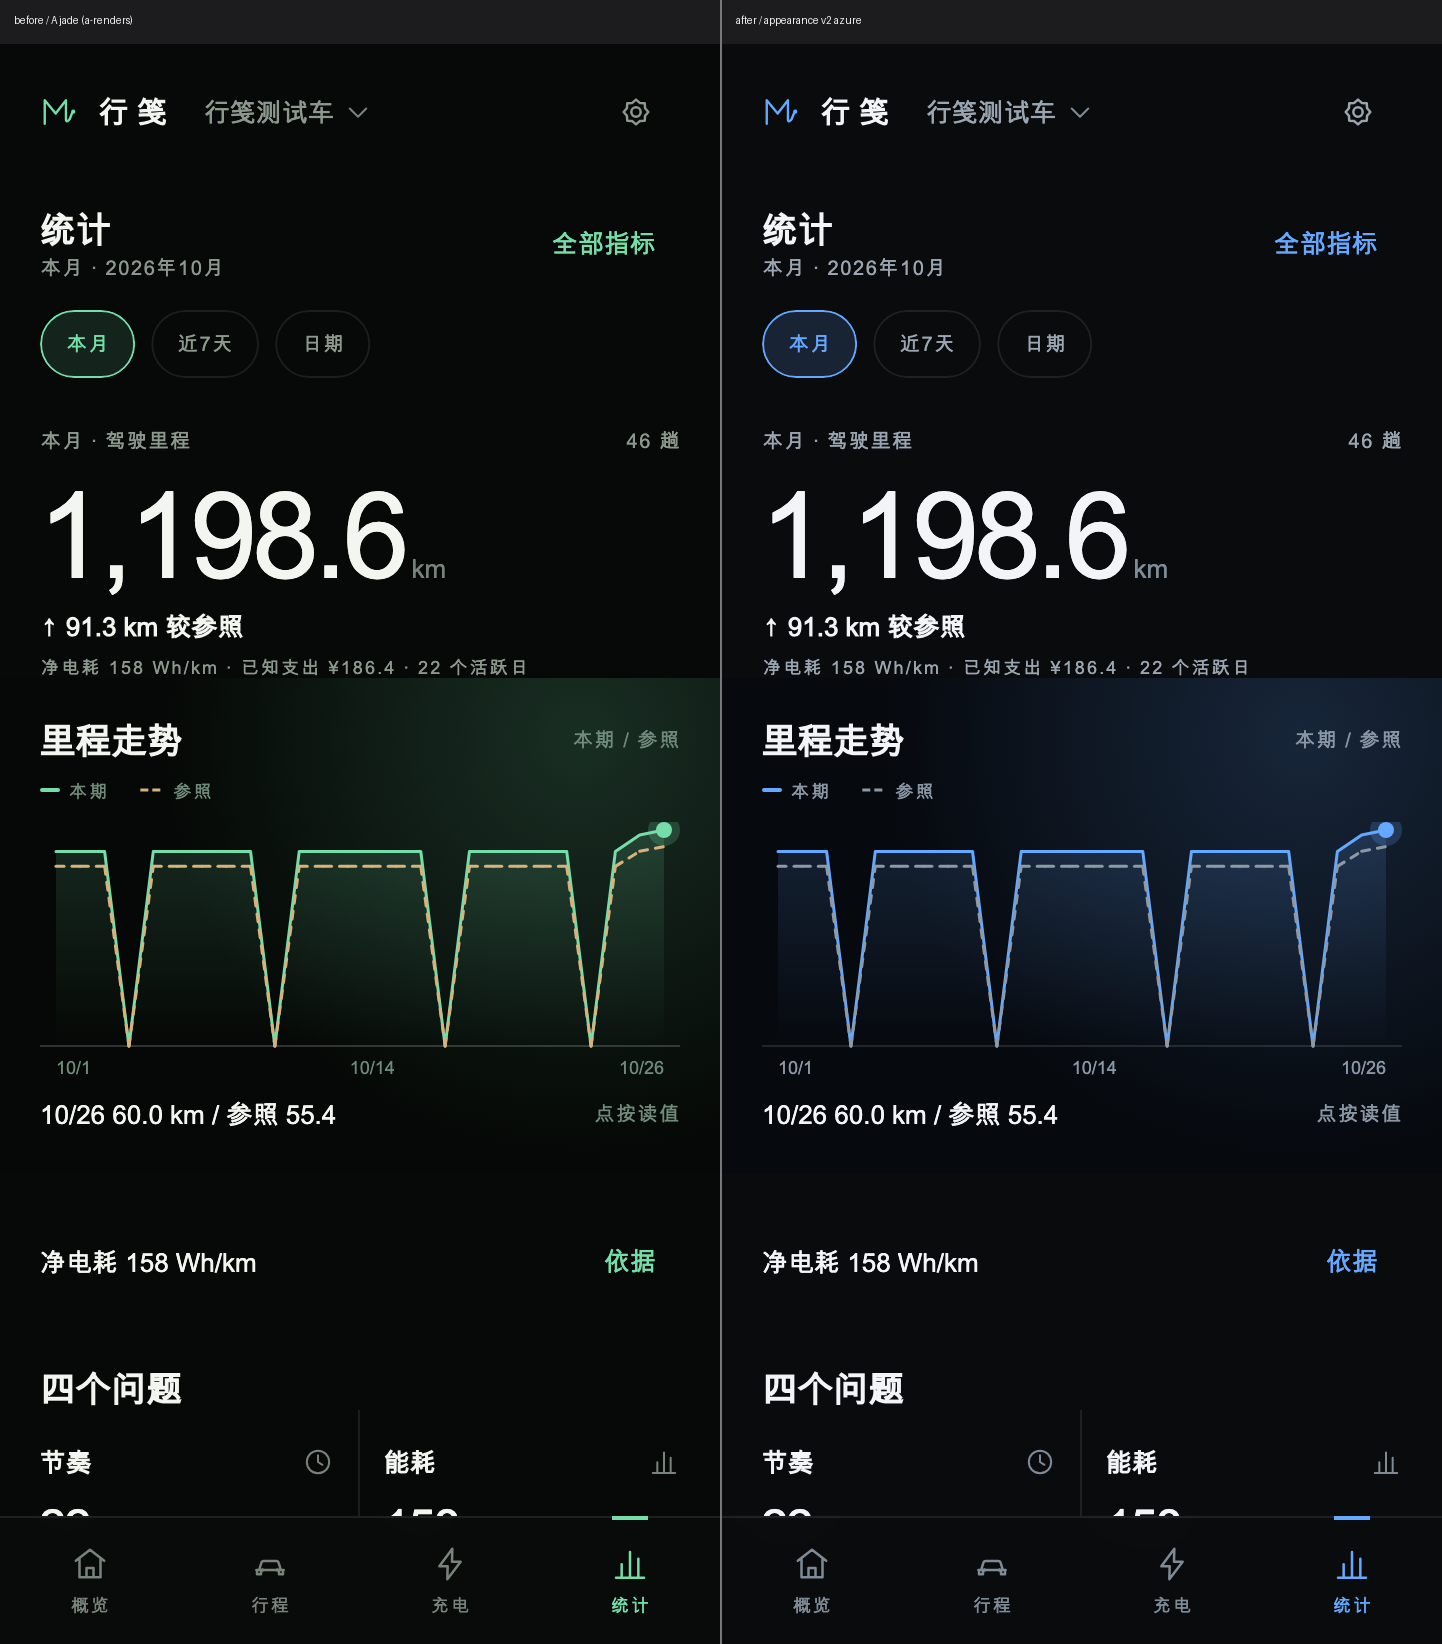 before / A jade (a-renders)
行笺 行笺测试车
统计
全部指标
本月 · 2026年10月
本月 近7天 日期
本月 · 驾驶里程 46 趟
1,198.6 km
↑ 91.3 km 较参照
净电耗 158 Wh/km · 已知支出 ¥186.4 · 22 个活跃日
里程走势 本期 / 参照
本期 参照
10/1 10/14 10/26
10/26 60.0 km / 参照 55.4 点按读值
净电耗 158 Wh/km 依据
四个问题
节奏 能耗
概览 行程 充电 统计
after / appearance v2 azure
行笺 行笺测试车
统计
全部指标
本月 · 2026年10月
本月 近7天 日期
本月 · 驾驶里程 46 趟
1,198.6 km
↑ 91.3 km 较参照
净电耗 158 Wh/km · 已知支出 ¥186.4 · 22 个活跃日
里程走势 本期 / 参照
本期 参照
10/1 10/14 10/26
10/26 60.0 km / 参照 55.4 点按读值
净电耗 158 Wh/km 依据
四个问题
节奏 能耗
概览 行程 充电 统计